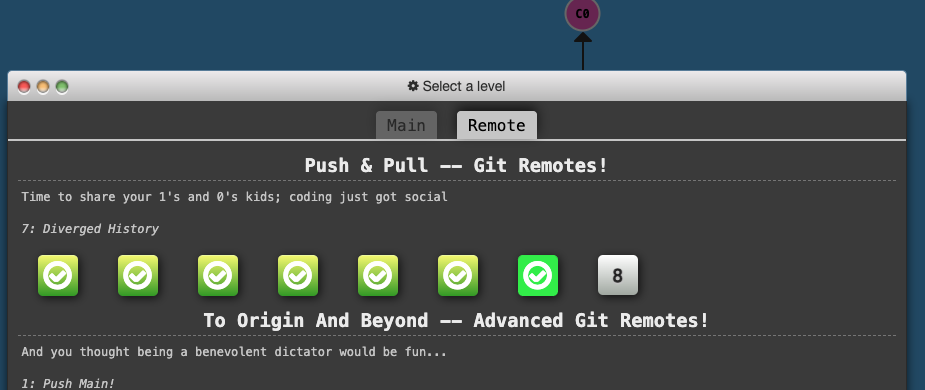 C0
Select a level
Main Remote
Push & Pull -- Git Remotes!
Time to share your 1's and 0's kids; coding just got social
7: Diverged History
8
To Origin And Beyond -- Advanced Git Remotes!
And you thought being a benevolent dictator would be fun...
1: Push Main!